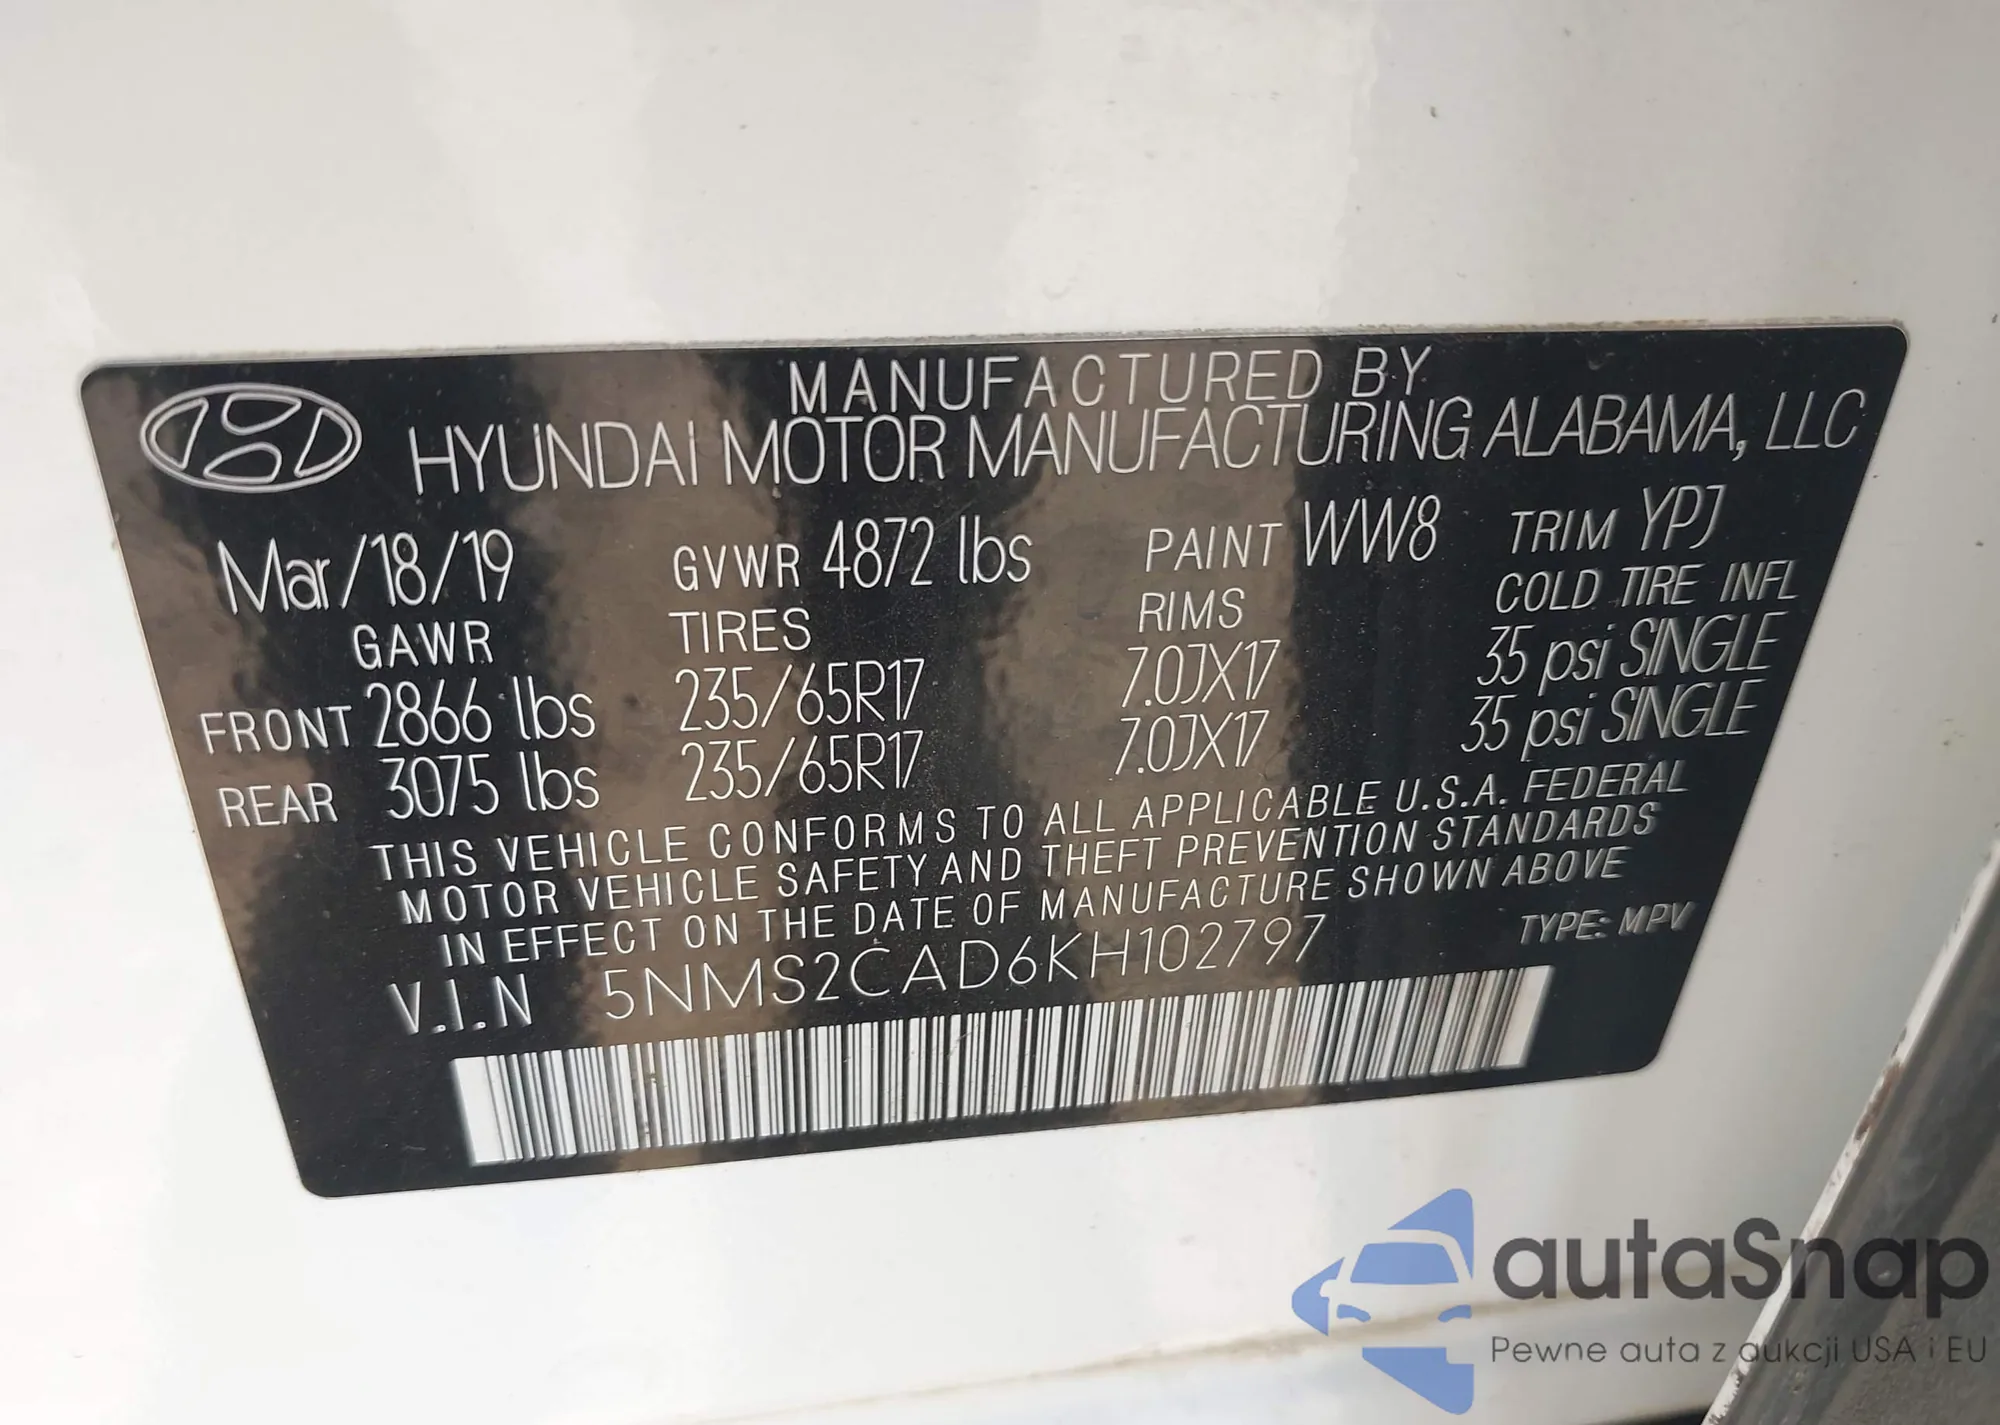 MANUFACTURED BY
HYUNDAI MOTOR MANUFACTURING ALABAMA, LLC
Mar/18/19 GVWR 4872 lbs PAINT WW8 TRIM YPJ
GAWR TIRES RIMS COLD TIRE INFL
FRONT 2866 lbs 235/65R17 7.0JX17 35 psi SINGLE
REAR 3075 lbs 235/65R17 7.0JX17 35 psi SINGLE
THIS VEHICLE CONFORMS TO ALL APPLICABLE U.S.A. FEDERAL
MOTOR VEHICLE SAFETY AND THEFT PREVENTION STANDARDS
IN EFFECT ON THE DATE OF MANUFACTURE SHOWN ABOVE
V.I.N 5NMS2CAD6KH102797 TYPE: MPV
autaSnap
Pewne auta z aukcji USA i EU